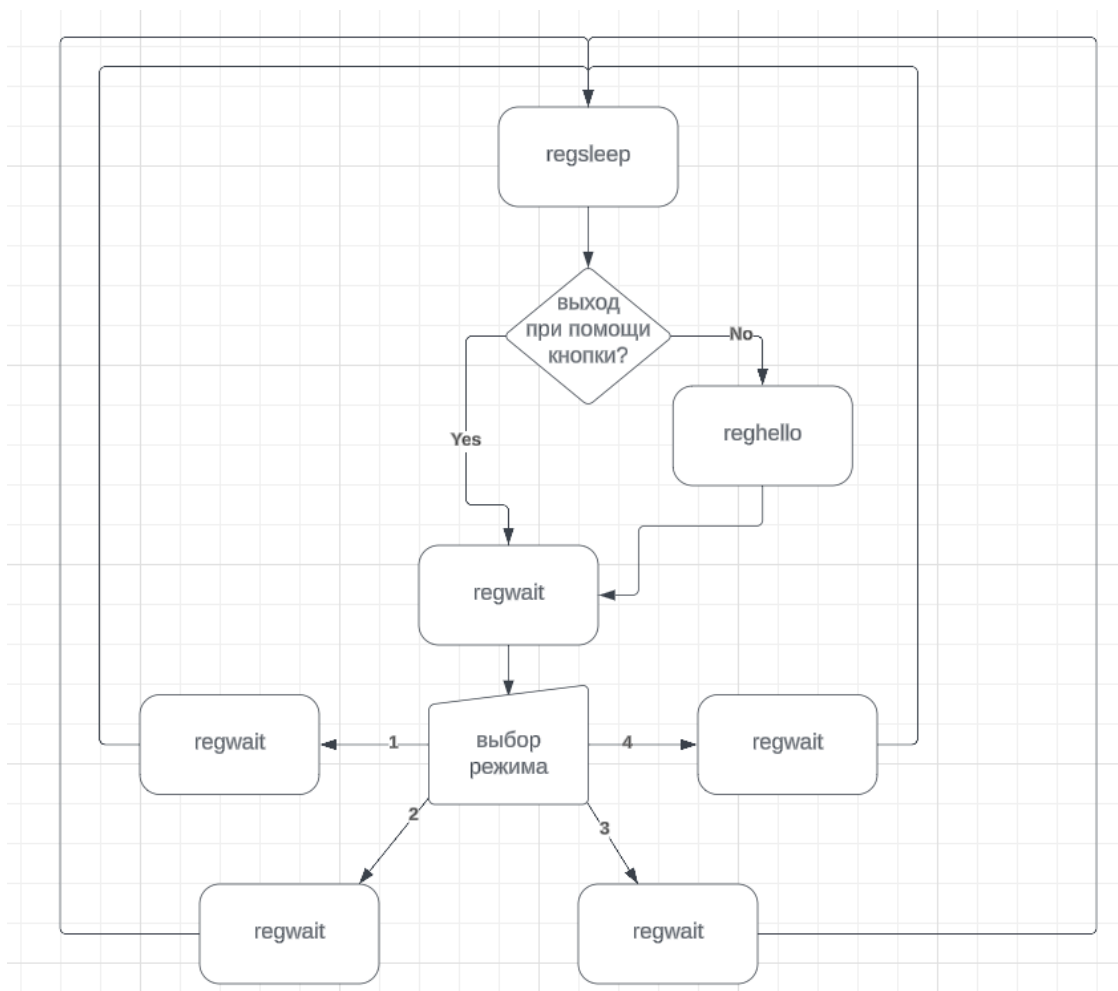 regsleep
выход
при помощи
кнопки?
No
reghello
Yes
regwait
regwait
1
выбор
режима
4
regwait
2
3
regwait
regwait